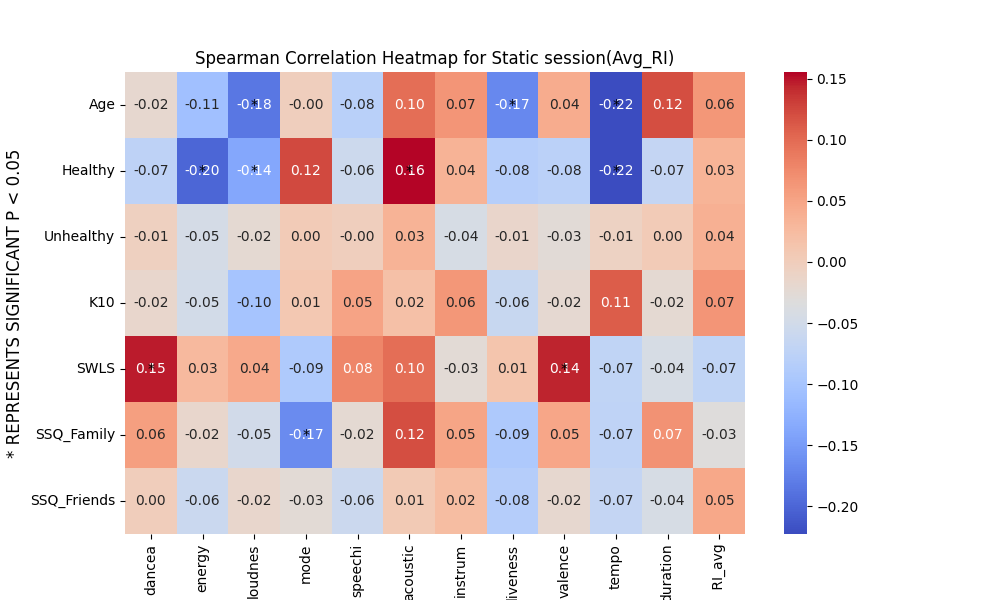 Spearman Correlation Heatmap for Static session(Avg_RI)
* REPRESENTS SIGNIFICANT P < 0.05
Age -0.02 -0.11 -0.18* -0.00 -0.08 0.10 0.07 -0.17* 0.04 -0.22* 0.12 0.06
Healthy -0.07 -0.20* -0.14* 0.12 -0.06 0.16* 0.04 -0.08 -0.08 -0.22* -0.07 0.03
Unhealthy -0.01 -0.05 -0.02 0.00 -0.00 0.03 -0.04 -0.01 -0.03 -0.01 0.00 0.04
K10 -0.02 -0.05 -0.10 0.01 0.05 0.02 0.06 -0.06 -0.02 0.11 -0.02 0.07
SWLS 0.15* 0.03 0.04 -0.09 0.08 0.10 -0.03 0.01 0.14* -0.07 -0.04 -0.07
SSQ_Family 0.06 -0.02 -0.05 -0.17* -0.02 0.12 0.05 -0.09 0.05 -0.07 0.07 -0.03
SSQ_Friends 0.00 -0.06 -0.02 -0.03 -0.06 0.01 0.02 -0.08 -0.02 -0.07 -0.04 0.05
dancea energy loudnes mode speechi acoustic instrum liveness valence tempo duration RI_avg
0.15
0.10
0.05
0.00
−0.05
−0.10
−0.15
−0.20